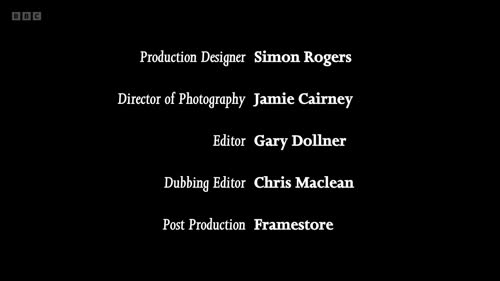 BBC
Production Designer Simon Rogers
Director of Photography Jamie Cairney
Editor Gary Dollner
Dubbing Editor Chris Maclean
Post Production Framestore